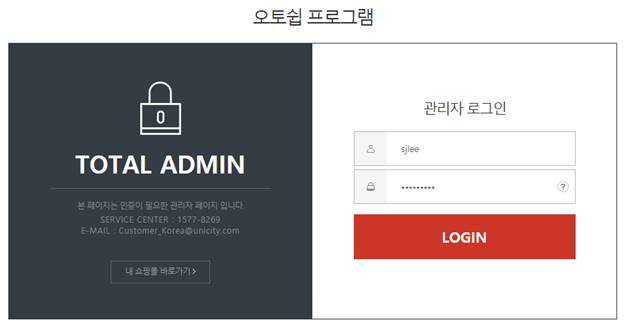 오토쉽 프로그램
TOTAL ADMIN
본 페이지는 인증이 필요한 관리자 페이지 입니다.
SERVICE CENTER : 1577-8269
E-MAIL : Customer_Korea@unicity.com
내 쇼핑몰 바로가기 >
관리자 로그인
sjlee
•••••••••
?
LOGIN